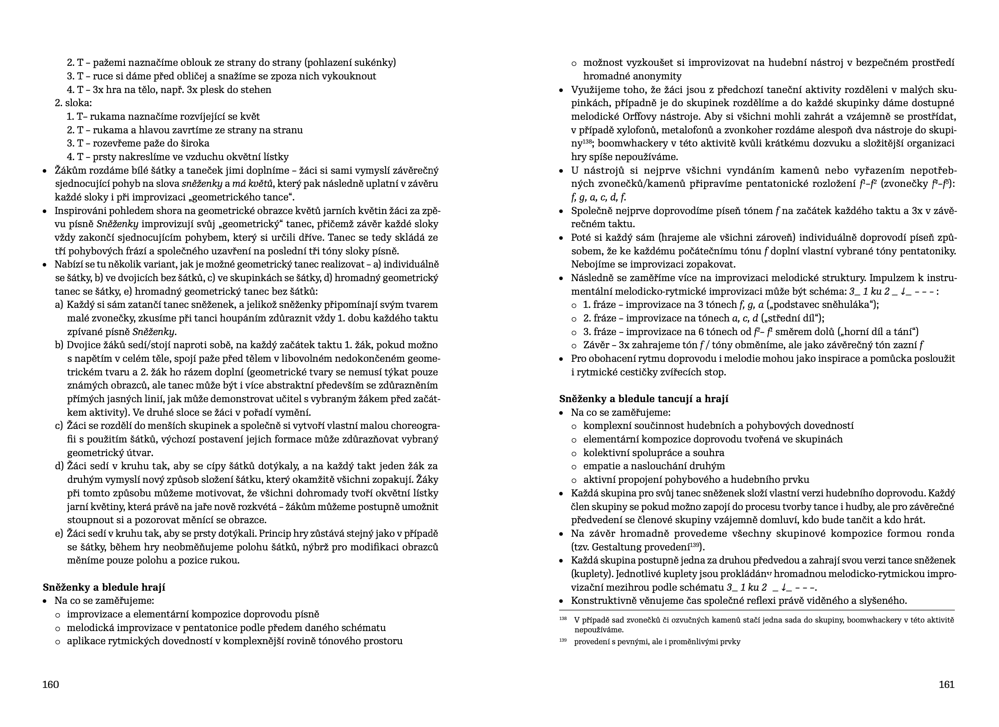 2. T – pažemi naznačíme oblouk ze strany do strany (pohlazení sukénky)
3. T – ruce si dáme před obličej a snažíme se zpoza nich vykouknout
4. T – 3x hra na tělo, např. 3x plesk do stehen
2. sloka:
1. T– rukama naznačíme rozvíjející se květ
2. T – rukama a hlavou zavrtíme ze strany na stranu
3. T – rozevřeme paže do široka
4. T – prsty nakreslíme ve vzduchu okvětní lístky
• Žákům rozdáme bílé šátky a taneček jimi doplníme – žáci si sami vymyslí závěrečný
sjednocující pohyb na slova sněženky a má květů, který pak následně uplatní v závěru
každé sloky i při improvizaci „geometrického tance“.
• Inspirováni pohledem shora na geometrické obrazce květů jarních květin žáci za zpě-
vu písně Sněženky improvizují svůj „geometrický“ tanec, přičemž závěr každé sloky
vždy zakončí sjednocujícím pohybem, který si určili dříve. Tanec se tedy skládá ze
tří pohybových frází a společného uzavření na poslední tři tóny sloky písně.
• Nabízí se tu několik variant, jak je možné geometrický tanec realizovat – a) individuálně
se šátky, b) ve dvojicích bez šátků, c) ve skupinkách se šátky, d) hromadný geometrický
tanec se šátky, e) hromadný geometrický tanec bez šátků:
a) Každý si sám zatančí tanec sněženek, a jelikož sněženky připomínají svým tvarem
malé zvonečky, zkusíme při tanci houpáním zdůraznit vždy 1. dobu každého taktu
zpívané písně Sněženky.
b) Dvojice žáků sedí/stojí naproti sobě, na každý začátek taktu 1. žák, pokud možno
s napětím v celém těle, spojí paže před tělem v libovolném nedokončeném geome-
trickém tvaru a 2. žák ho rázem doplní (geometrické tvary se nemusí týkat pouze
známých obrazců, ale tanec může být i více abstraktní především se zdůrazněním
přímých jasných linií, jak může demonstrovat učitel s vybraným žákem před začát-
kem aktivity). Ve druhé sloce se žáci v pořadí vymění.
c) Žáci se rozdělí do menších skupinek a společně si vytvoří vlastní malou choreogra-
fii s použitím šátků, výchozí postavení jejich formace může zdůrazňovat vybraný
geometrický útvar.
d) Žáci sedí v kruhu tak, aby se cípy šátků dotýkaly, a na každý takt jeden žák za
druhým vymyslí nový způsob složení šátku, který okamžitě všichni zopakují. Žáky
při tomto způsobu můžeme motivovat, že všichni dohromady tvoří okvětní lístky
jarní květiny, která právě na jaře nově rozkvétá – žákům můžeme postupně umožnit
stoupnout si a pozorovat měnící se obrazce.
e) Žáci sedí v kruhu tak, aby se prsty dotýkali. Princip hry zůstává stejný jako v případě
se šátky, během hry neobměňujeme polohu šátků, nýbrž pro modifikaci obrazců
měníme pouze polohu a pozice rukou.
Sněženky a bledule hrají
• Na co se zaměřujeme:
○ improvizace a elementární kompozice doprovodu písně
○ melodická improvizace v pentatonice podle předem daného schématu
○ aplikace rytmických dovedností v komplexnější rovině tónového prostoru
160
○ možnost vyzkoušet si improvizovat na hudební nástroj v bezpečném prostředí
hromadné anonymity
• Využijeme toho, že žáci jsou z předchozí taneční aktivity rozděleni v malých sku-
pinkách, případně je do skupinek rozdělíme a do každé skupinky dáme dostupné
melodické Orffovy nástroje. Aby si všichni mohli zahrát a vzájemně se prostřídat,
v případě xylofonů, metalofonů a zvonkoher rozdáme alespoň dva nástroje do skupi-
ny¹³⁸; boomwhackery v této aktivitě kvůli krátkému dozvuku a složitější organizaci
hry spíše nepoužíváme.
• U nástrojů si nejprve všichni vyndáním kamenů nebo vyřazením nepotřeb-
ných zvonečků/kamenů připravíme pentatonické rozložení f¹–f² (zvonečky f⁴–f⁵):
f, g, a, c, d, f.
• Společně nejprve doprovodíme píseň tónem f na začátek každého taktu a 3x v závě-
rečném taktu.
• Poté si každý sám (hrajeme ale všichni zároveň) individuálně doprovodí píseň způ-
sobem, že ke každému počátečnímu tónu f doplní vlastní vybrané tóny pentatoniky.
Nebojíme se improvizaci zopakovat.
• Následně se zaměříme více na improvizaci melodické struktury. Impulzem k instru-
mentální melodicko-rytmické improvizaci může být schéma: 3_ 1 ku 2 _ ↓_ – – – :
○ 1. fráze – improvizace na 3 tónech f, g, a („podstavec sněhuláka“);
○ 2. fráze – improvizace na tónech a, c, d („střední díl“);
○ 3. fráze – improvizace na 6 tónech od f²– f¹ směrem dolů („horní díl a tání“)
○ Závěr – 3x zahrajeme tón f / tóny obměníme, ale jako závěrečný tón zazní f
• Pro obohacení rytmu doprovodu i melodie mohou jako inspirace a pomůcka posloužit
i rytmické cestičky zvířecích stop.
Sněženky a bledule tancují a hrají
• Na co se zaměřujeme:
○ komplexní součinnost hudebních a pohybových dovedností
○ elementární kompozice doprovodu tvořená ve skupinách
○ kolektivní spolupráce a souhra
○ empatie a naslouchání druhým
○ aktivní propojení pohybového a hudebního prvku
• Každá skupina pro svůj tanec sněženek složí vlastní verzi hudebního doprovodu. Každý
člen skupiny se pokud možno zapojí do procesu tvorby tance i hudby, ale pro závěrečné
předvedení se členové skupiny vzájemně domluví, kdo bude tančit a kdo hrát.
• Na závěr hromadně provedeme všechny skupinové kompozice formou ronda
(tzv. Gestaltung provedení¹³⁹).
• Každá skupina postupně jedna za druhou předvedou a zahrají svou verzi tance sněženek
(kuplety). Jednotlivé kuplety jsou prokládány hromadnou melodicko-rytmickou impro-
vizační mezihrou podle schématu 3_ 1 ku 2 _ ↓_ – – –.
• Konstruktivně věnujeme čas společné reflexi právě viděného a slyšeného.
¹³⁸ V případě sad zvonečků či ozvučných kamenů stačí jedna sada do skupiny, boomwhackery v této aktivitě
nepoužíváme.
¹³⁹ provedení s pevnými, ale i proměnlivými prvky
161